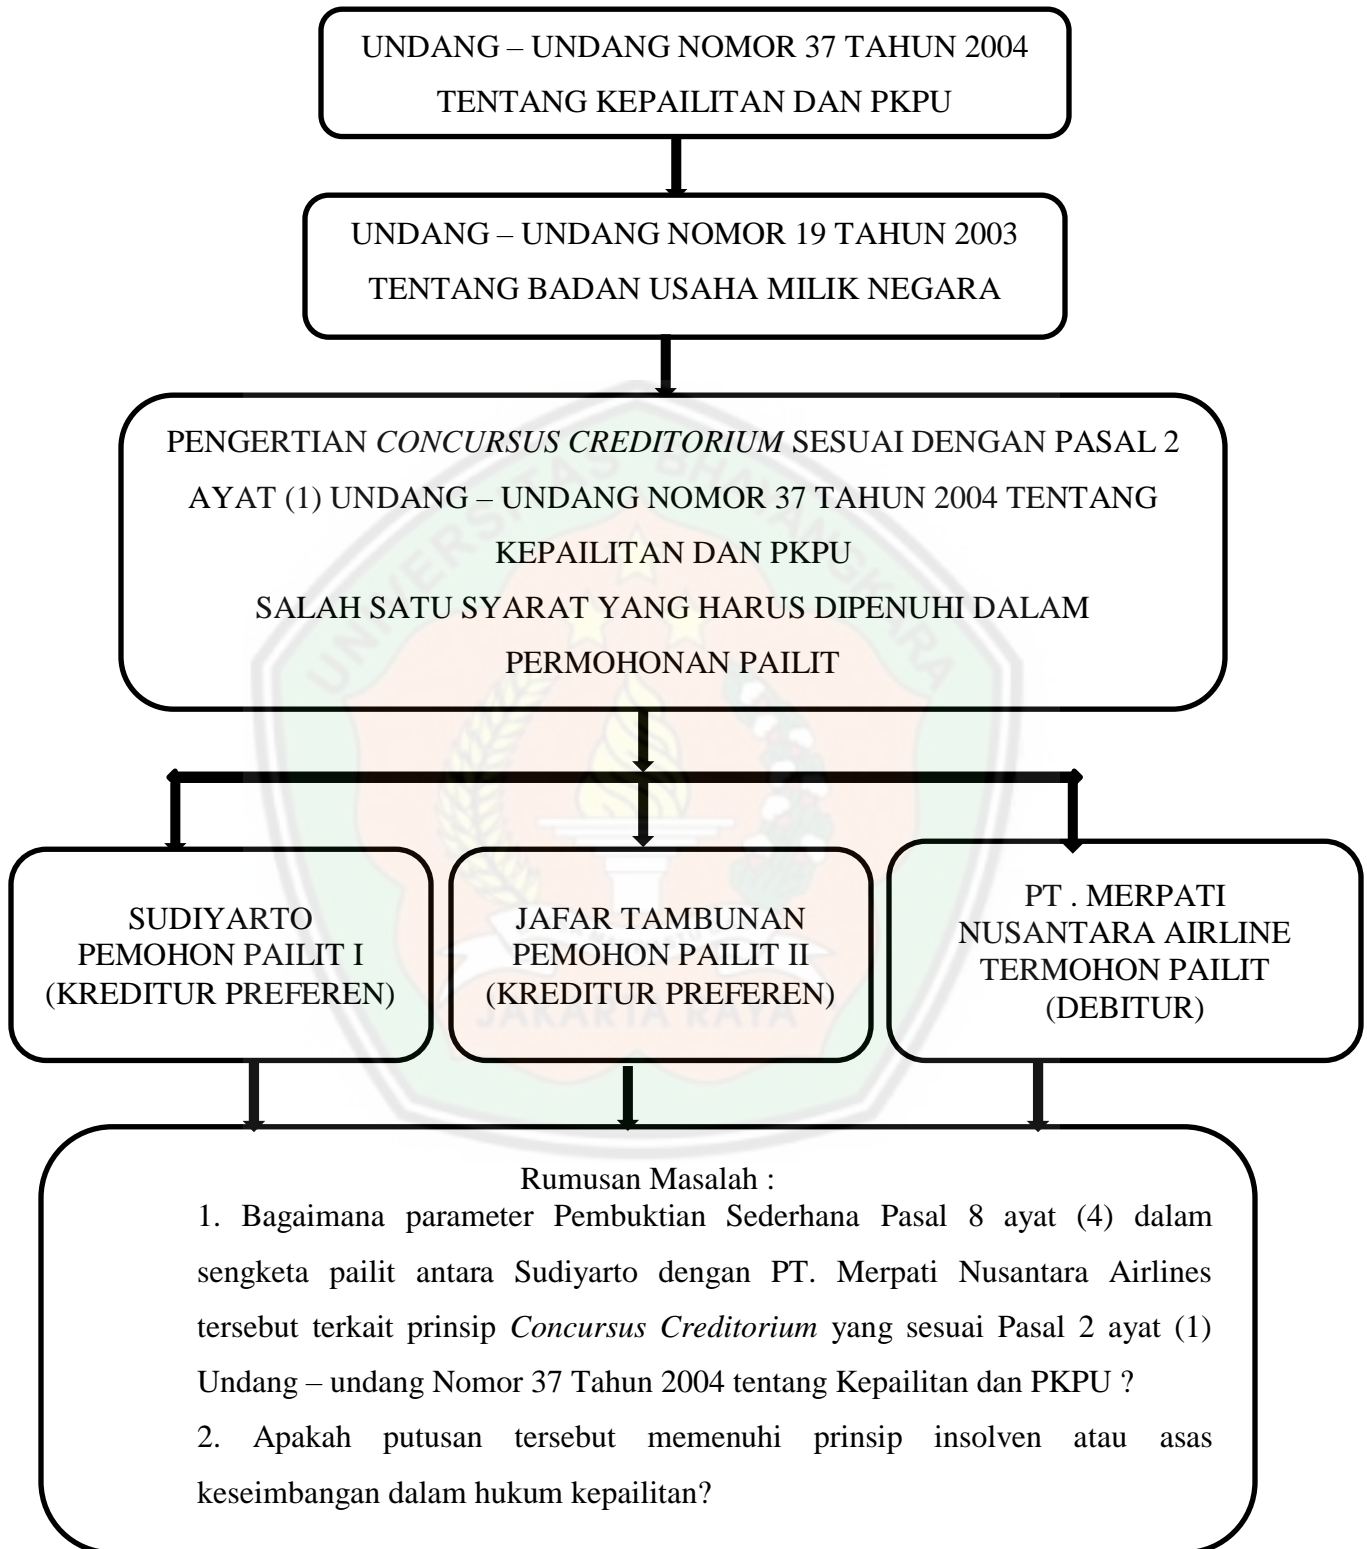 UNDANG – UNDANG NOMOR 37 TAHUN 2004
TENTANG KEPAILITAN DAN PKPU
UNDANG – UNDANG NOMOR 19 TAHUN 2003
TENTANG BADAN USAHA MILIK NEGARA
PENGERTIAN CONCURSUS CREDITORIUM SESUAI DENGAN PASAL 2
AYAT (1) UNDANG – UNDANG NOMOR 37 TAHUN 2004 TENTANG
KEPAILITAN DAN PKPU
SALAH SATU SYARAT YANG HARUS DIPENUHI DALAM
PERMOHONAN PAILIT
UNIVERSITAS BHAYANGKARA
JAKARTA RAYA
SUDIYARTO
PEMOHON PAILIT I
(KREDITUR PREFEREN)
JAFAR TAMBUNAN
PEMOHON PAILIT II
(KREDITUR PREFEREN)
PT . MERPATI
NUSANTARA AIRLINE
TERMOHON PAILIT
(DEBITUR)
Rumusan Masalah :
1. Bagaimana parameter Pembuktian Sederhana Pasal 8 ayat (4) dalam
sengketa pailit antara Sudiyarto dengan PT. Merpati Nusantara Airlines
tersebut terkait prinsip Concursus Creditorium yang sesuai Pasal 2 ayat (1)
Undang – undang Nomor 37 Tahun 2004 tentang Kepailitan dan PKPU ?
2. Apakah putusan tersebut memenuhi prinsip insolven atau asas
keseimbangan dalam hukum kepailitan?